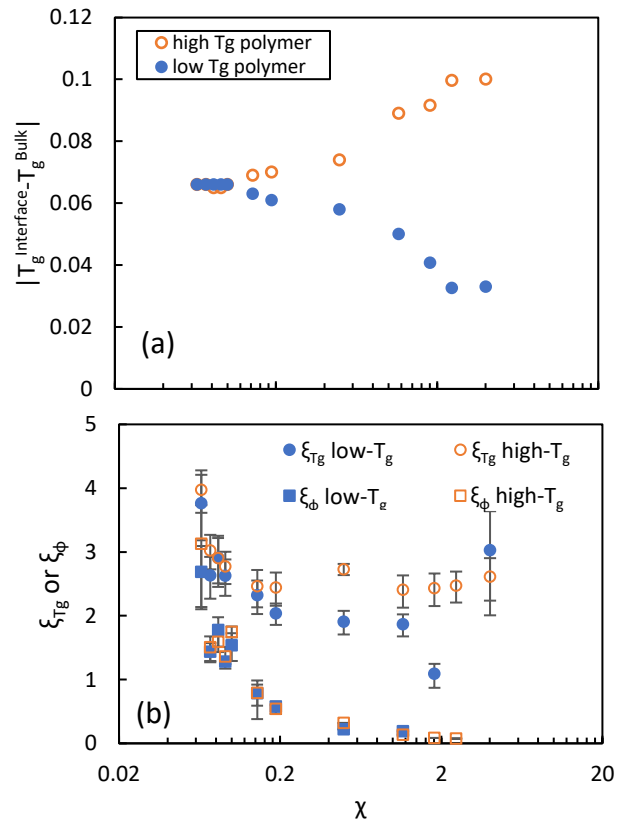 0.12
0.1
0.08
0.06
0.04
0.02
0
|Tg Interface-Tg Bulk|
high Tg polymer
low Tg polymer
(a)
5
4
3
2
1
0
ξTg or ξϕ
ξTg low-Tg
ξTg high-Tg
ξϕ low-Tg
ξϕ high-Tg
(b)
0.02
0.2
2
20
χ